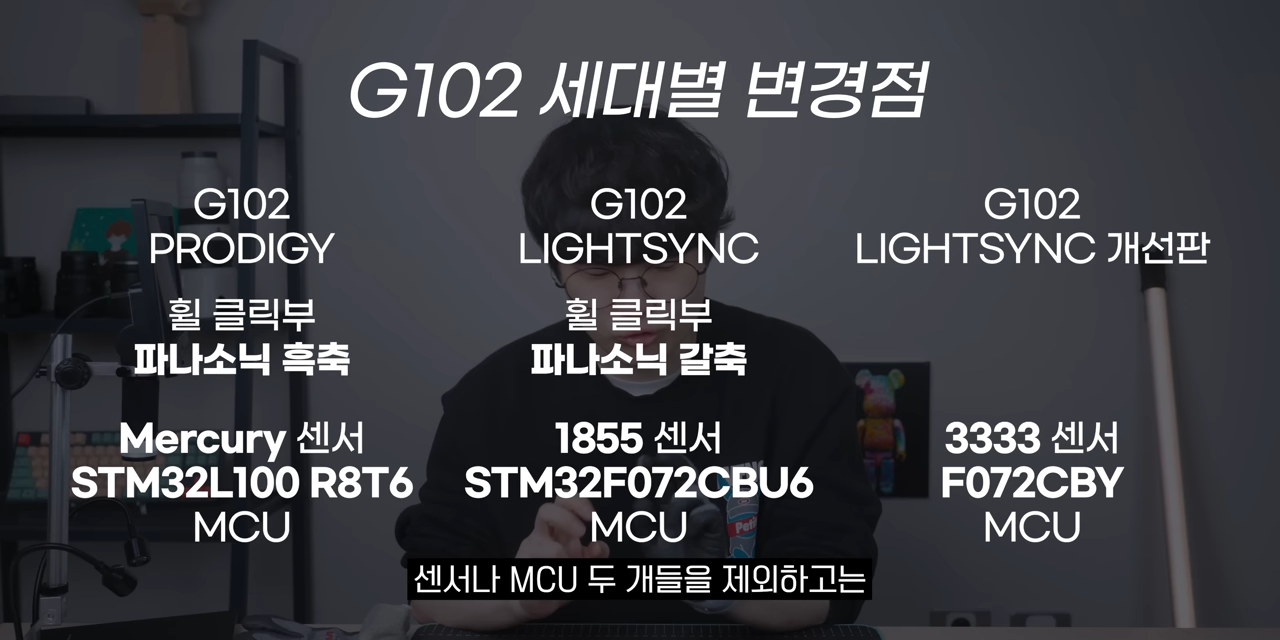 G102 세대별 변경점
G102
PRODIGY
휠 클릭부
파나소닉 흑축
Mercury 센서
STM32L100 R8T6
MCU
G102
LIGHTSYNC
휠 클릭부
파나소닉 갈축
1855 센서
STM32F072CBU6
MCU
G102
LIGHTSYNC 개선판
3333 센서
F072CBY
MCU
센서나 MCU 두 개들을 제외하고는